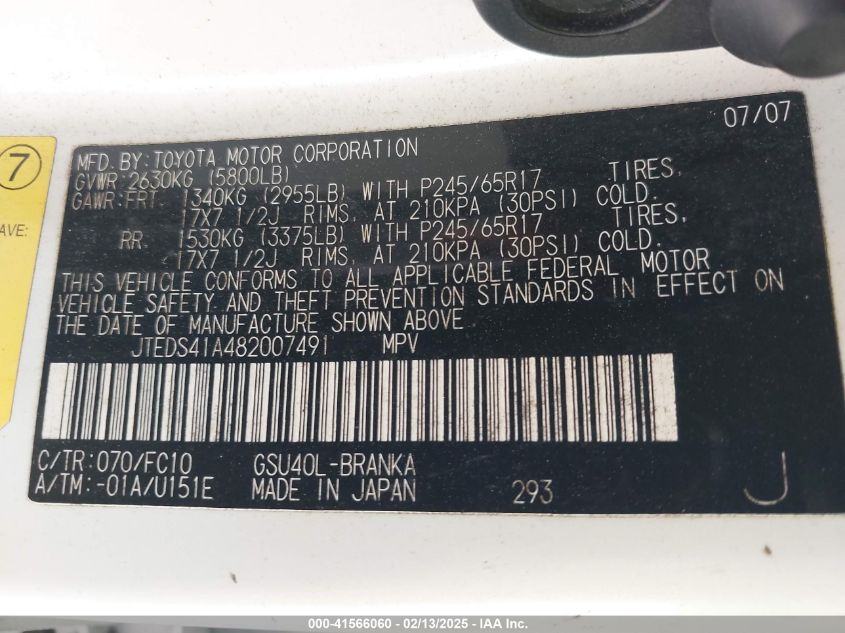 07/07
7
AVE:
MFD. BY: TOYOTA MOTOR CORPORATION
GVWR: 2630KG (5800LB)
GAWR: FRT. 1340KG (2955LB) WITH P245/65R17 TIRES,
17X7 1/2J RIMS, AT 210KPA (30PSI) COLD.
RR. 1530KG (3375LB) WITH P245/65R17 TIRES,
17X7 1/2J RIMS, AT 210KPA (30PSI) COLD.
THIS VEHICLE CONFORMS TO ALL APPLICABLE FEDERAL MOTOR
VEHICLE SAFETY AND THEFT PREVENTION STANDARDS IN EFFECT ON
THE DATE OF MANUFACTURE SHOWN ABOVE.
JTEDS41A482007491 MPV
C/TR: 070/FC10 GSU40L-BRANKA
A/TM: -01A/U151E MADE IN JAPAN 293 J
000-41566060 - 02/13/2025 - IAA Inc.